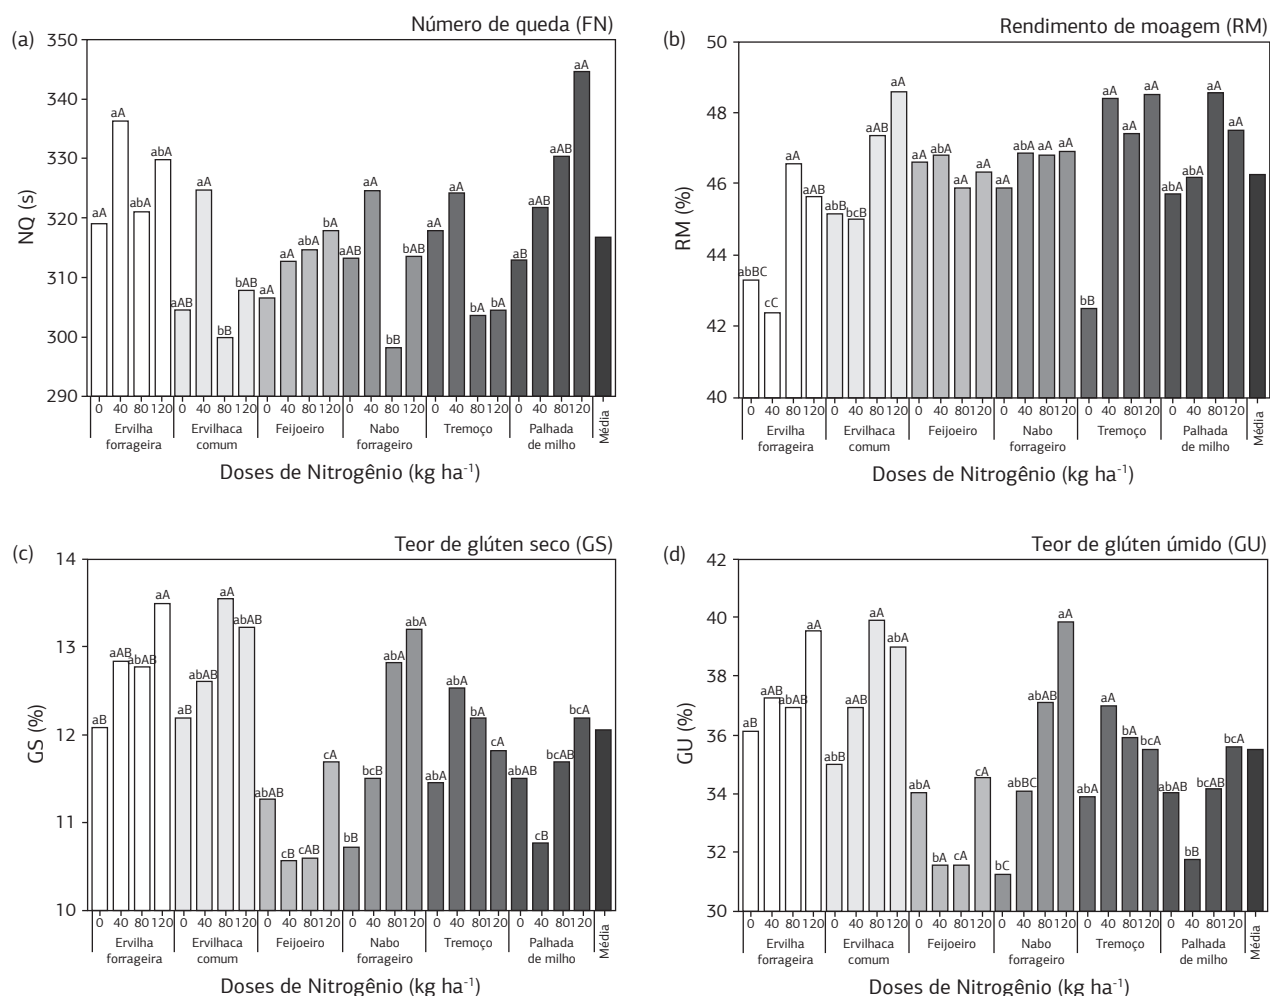 (a)
Número de queda (FN)
NQ (s)
350
340
330
320
310
300
290
aA aA abA aA
aAB aA bB bAB
aA aA abA bA
aAB aA bB bAB
aA aA bA bA
aB aAB aAB aA
0 40 80 120 0 40 80 120 0 40 80 120 0 40 80 120 0 40 80 120 0 40 80 120
Ervilha forrageira
Ervilhaca comum
Feijoeiro
Nabo forrageiro
Tremoço
Palhada de milho
Média
Doses de Nitrogênio (kg ha⁻¹)
(b)
Rendimento de moagem (RM)
RM (%)
50
48
46
44
42
40
abBC cC aA aAB
abB bcB aAB aA
aA abA aA aA
aA abA aA aA
bB aA aA aA
abA abA aA aA
0 40 80 120 0 40 80 120 0 40 80 120 0 40 80 120 0 40 80 120 0 40 80 120
Ervilha forrageira
Ervilhaca comum
Feijoeiro
Nabo forrageiro
Tremoço
Palhada de milho
Média
Doses de Nitrogênio (kg ha⁻¹)
(c)
Teor de glúten seco (GS)
GS (%)
14
13
12
11
10
aB aAB abAB aA
aB abAB aA abAB
abAB cB cAB cA
bB bcB abA abA
abA abA bA cA
abAB cB bcAB bcA
0 40 80 120 0 40 80 120 0 40 80 120 0 40 80 120 0 40 80 120 0 40 80 120
Ervilha forrageira
Ervilhaca comum
Feijoeiro
Nabo forrageiro
Tremoço
Palhada de milho
Média
Doses de Nitrogênio (kg ha⁻¹)
(d)
Teor de glúten úmido (GU)
GU (%)
42
40
38
36
34
32
30
aB aAB abAB aA
abB aAB aA abA
abA bA cA cA
bC abBC abAB aA
abA aA bA bcA
abAB bB bcAB bcA
0 40 80 120 0 40 80 120 0 40 80 120 0 40 80 120 0 40 80 120 0 40 80 120
Ervilha forrageira
Ervilhaca comum
Feijoeiro
Nabo forrageiro
Tremoço
Palhada de milho
Média
Doses de Nitrogênio (kg ha⁻¹)